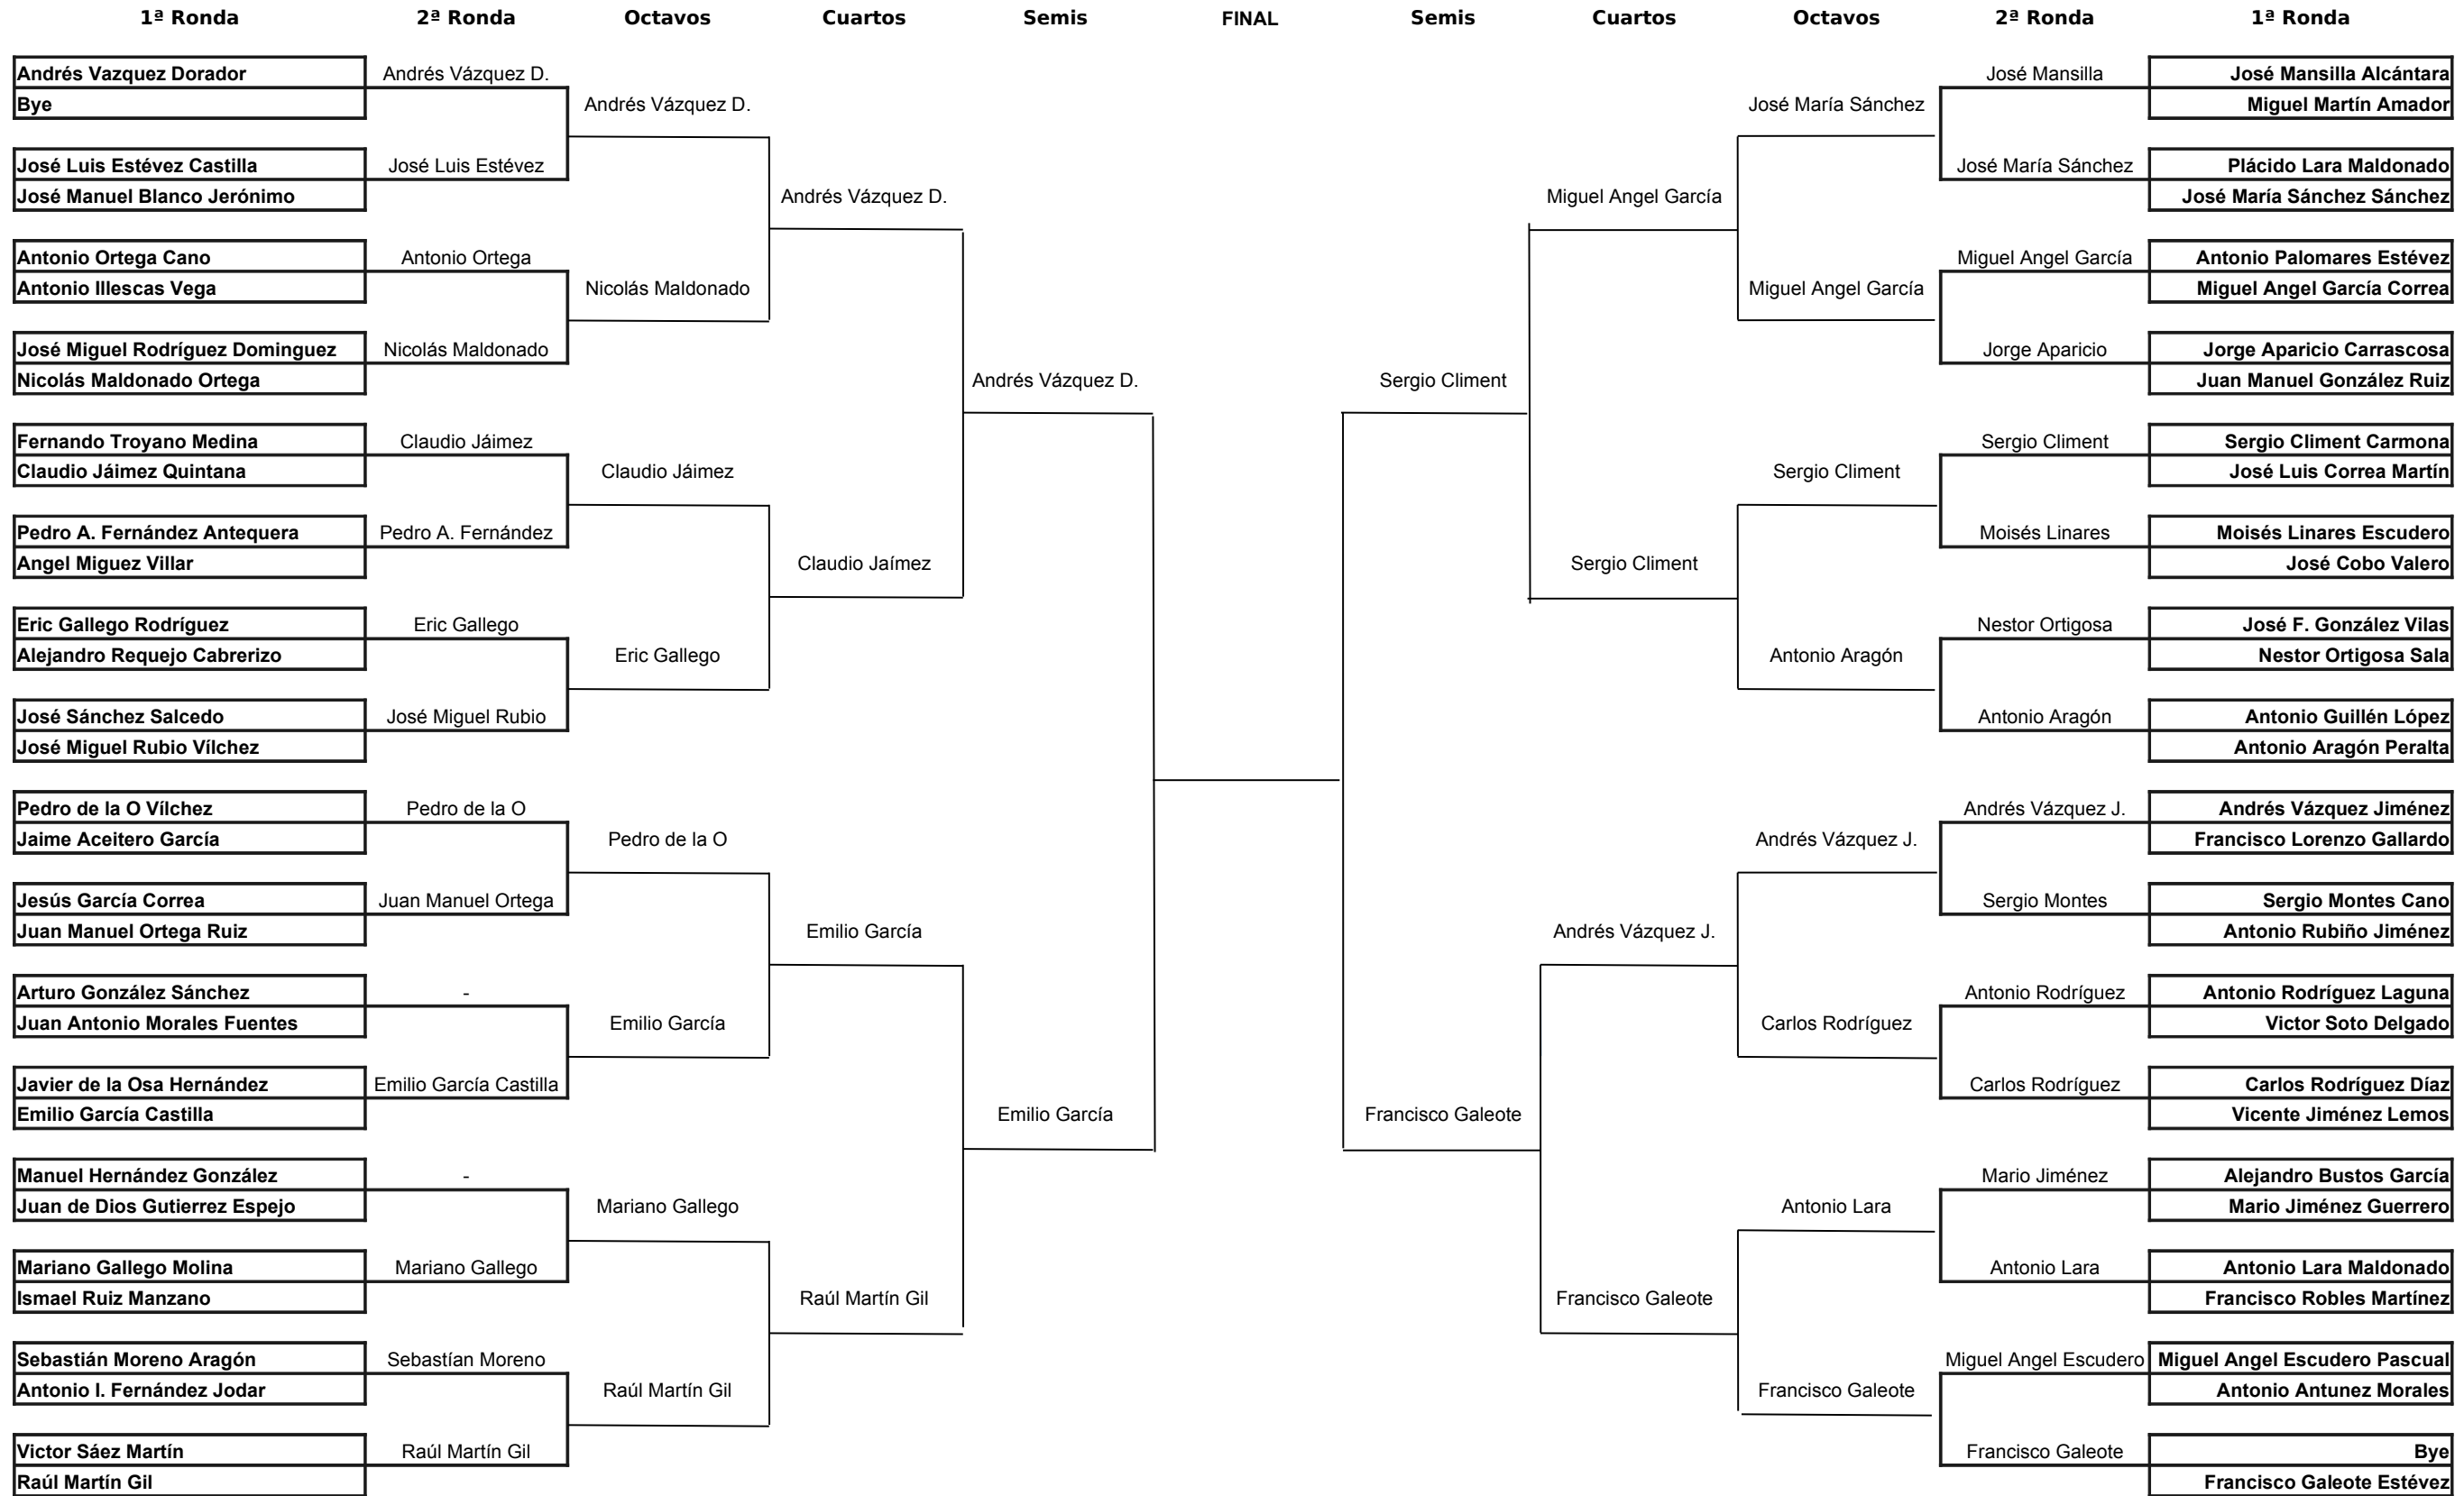 1ª Ronda 2ª Ronda Octavos Cuartos Semis FINAL Semis Cuartos Octavos 2ª Ronda 1ª Ronda
Andrés Vazquez Dorador Andrés Vázquez D. José Mansilla José Mansilla Alcántara
Bye Andrés Vázquez D. José María Sánchez Miguel Martín Amador
José Luis Estévez Castilla José Luis Estévez José María Sánchez Plácido Lara Maldonado
José Manuel Blanco Jerónimo Andrés Vázquez D. Miguel Angel García José María Sánchez Sánchez
Antonio Ortega Cano Antonio Ortega Miguel Angel García Antonio Palomares Estévez
Antonio Illescas Vega Nicolás Maldonado Miguel Angel García Miguel Angel García Correa
José Miguel Rodríguez Dominguez Nicolás Maldonado Jorge Aparicio Jorge Aparicio Carrascosa
Nicolás Maldonado Ortega Andrés Vázquez D. Sergio Climent Juan Manuel González Ruiz
Fernando Troyano Medina Claudio Jáimez Sergio Climent Sergio Climent Carmona
Claudio Jáimez Quintana Claudio Jáimez Sergio Climent José Luis Correa Martín
Pedro A. Fernández Antequera Pedro A. Fernández Moisés Linares Moisés Linares Escudero
Angel Miguez Villar Claudio Jaímez Sergio Climent José Cobo Valero
Eric Gallego Rodríguez Eric Gallego Nestor Ortigosa José F. González Vilas
Alejandro Requejo Cabrerizo Eric Gallego Antonio Aragón Nestor Ortigosa Sala
José Sánchez Salcedo José Miguel Rubio Antonio Aragón Antonio Guillén López
José Miguel Rubio Vílchez Antonio Aragón Peralta
Pedro de la O Vílchez Pedro de la O Andrés Vázquez J. Andrés Vázquez Jiménez
Jaime Aceitero García Pedro de la O Andrés Vázquez J. Francisco Lorenzo Gallardo
Jesús García Correa Juan Manuel Ortega Sergio Montes Sergio Montes Cano
Juan Manuel Ortega Ruiz Emilio García Andrés Vázquez J. Antonio Rubiño Jiménez
Arturo González Sánchez - Antonio Rodríguez Antonio Rodríguez Laguna
Juan Antonio Morales Fuentes Emilio García Carlos Rodríguez Victor Soto Delgado
Javier de la Osa Hernández Emilio García Castilla Carlos Rodríguez Carlos Rodríguez Díaz
Emilio García Castilla Emilio García Francisco Galeote Vicente Jiménez Lemos
Manuel Hernández González - Mario Jiménez Alejandro Bustos García
Juan de Dios Gutierrez Espejo Mariano Gallego Antonio Lara Mario Jiménez Guerrero
Mariano Gallego Molina Mariano Gallego Antonio Lara Antonio Lara Maldonado
Ismael Ruiz Manzano Raúl Martín Gil Francisco Galeote Francisco Robles Martínez
Sebastián Moreno Aragón Sebastían Moreno Miguel Angel Escudero Miguel Angel Escudero Pascual
Antonio I. Fernández Jodar Raúl Martín Gil Francisco Galeote Antonio Antunez Morales
Victor Sáez Martín Raúl Martín Gil Francisco Galeote Bye
Raúl Martín Gil Francisco Galeote Estévez